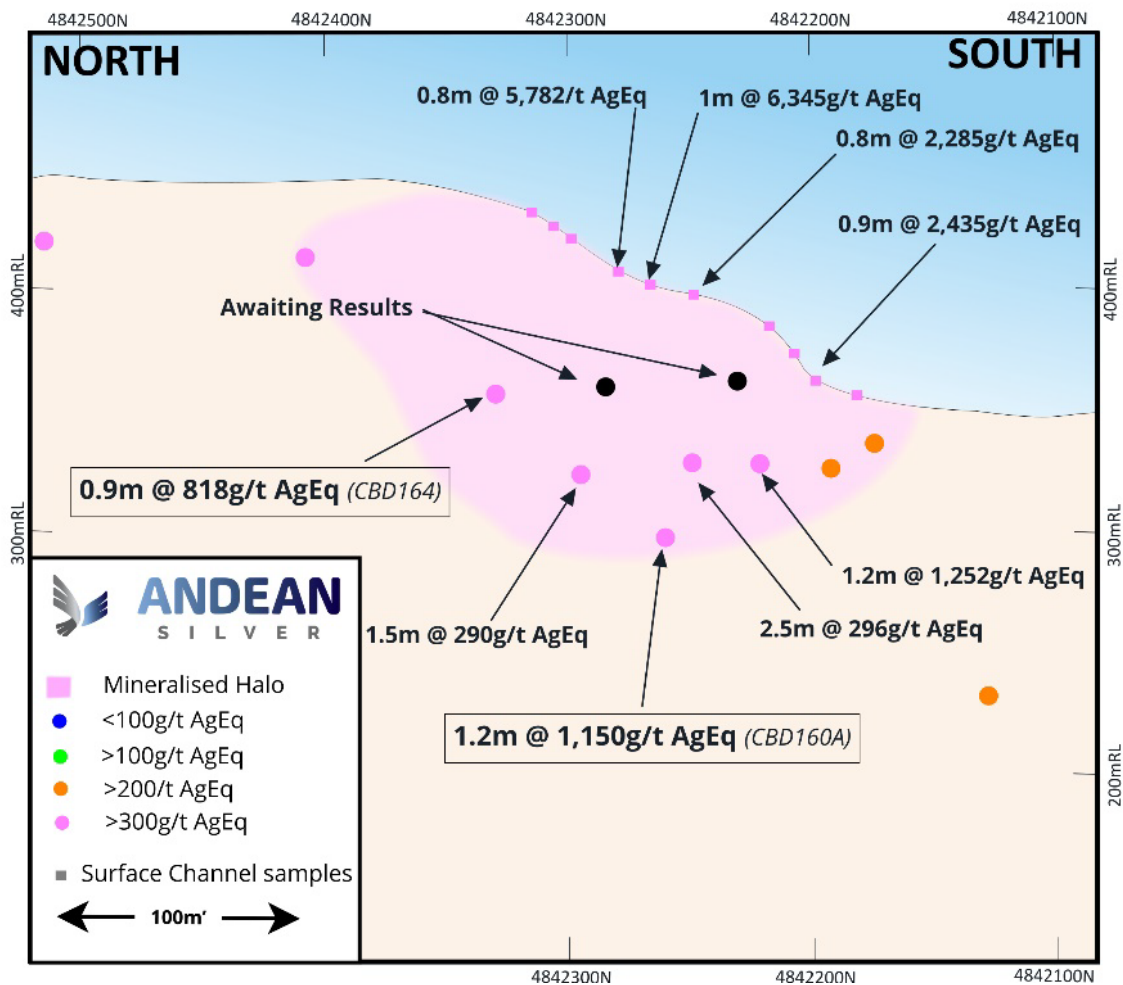 4842500N
4842400N
4842300N
4842200N
4842100N
NORTH
SOUTH
0.8m @ 5,782/t AgEq
1m @ 6,345g/t AgEq
0.8m @ 2,285g/t AgEq
0.9m @ 2,435g/t AgEq
400mRL
400mRL
Awaiting Results
0.9m @ 818g/t AgEq (CBD164)
300mRL
300mRL
1.2m @ 1,252g/t AgEq
1.5m @ 290g/t AgEq
2.5m @ 296g/t AgEq
1.2m @ 1,150g/t AgEq (CBD160A)
200mRL
ANDEAN
SILVER
Mineralised Halo
<100g/t AgEq
>100g/t AgEq
>200/t AgEq
>300g/t AgEq
Surface Channel samples
100m'
4842300N
4842200N
4842100N